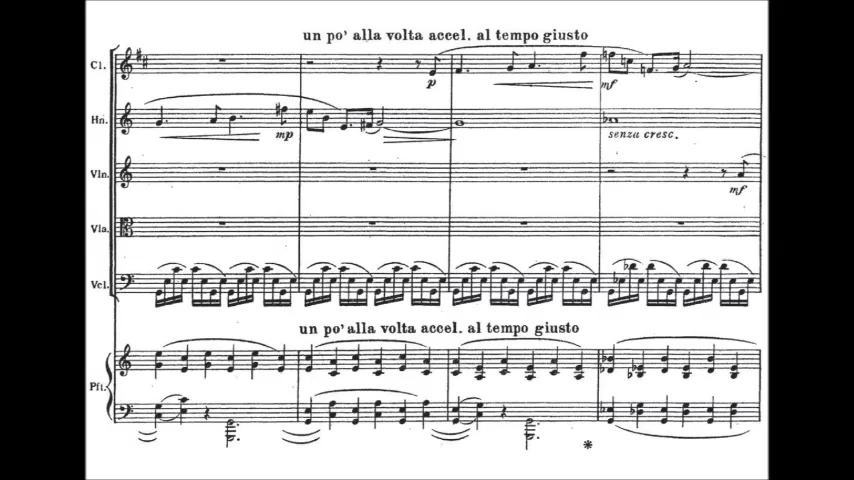 un po' alla volta accel. al tempo giusto
Cl.
p
mf
Hn.
mp
senza cresc.
Vln.
mf
Vla.
Vcl.
un po' alla volta accel. al tempo giusto
Pft.
*